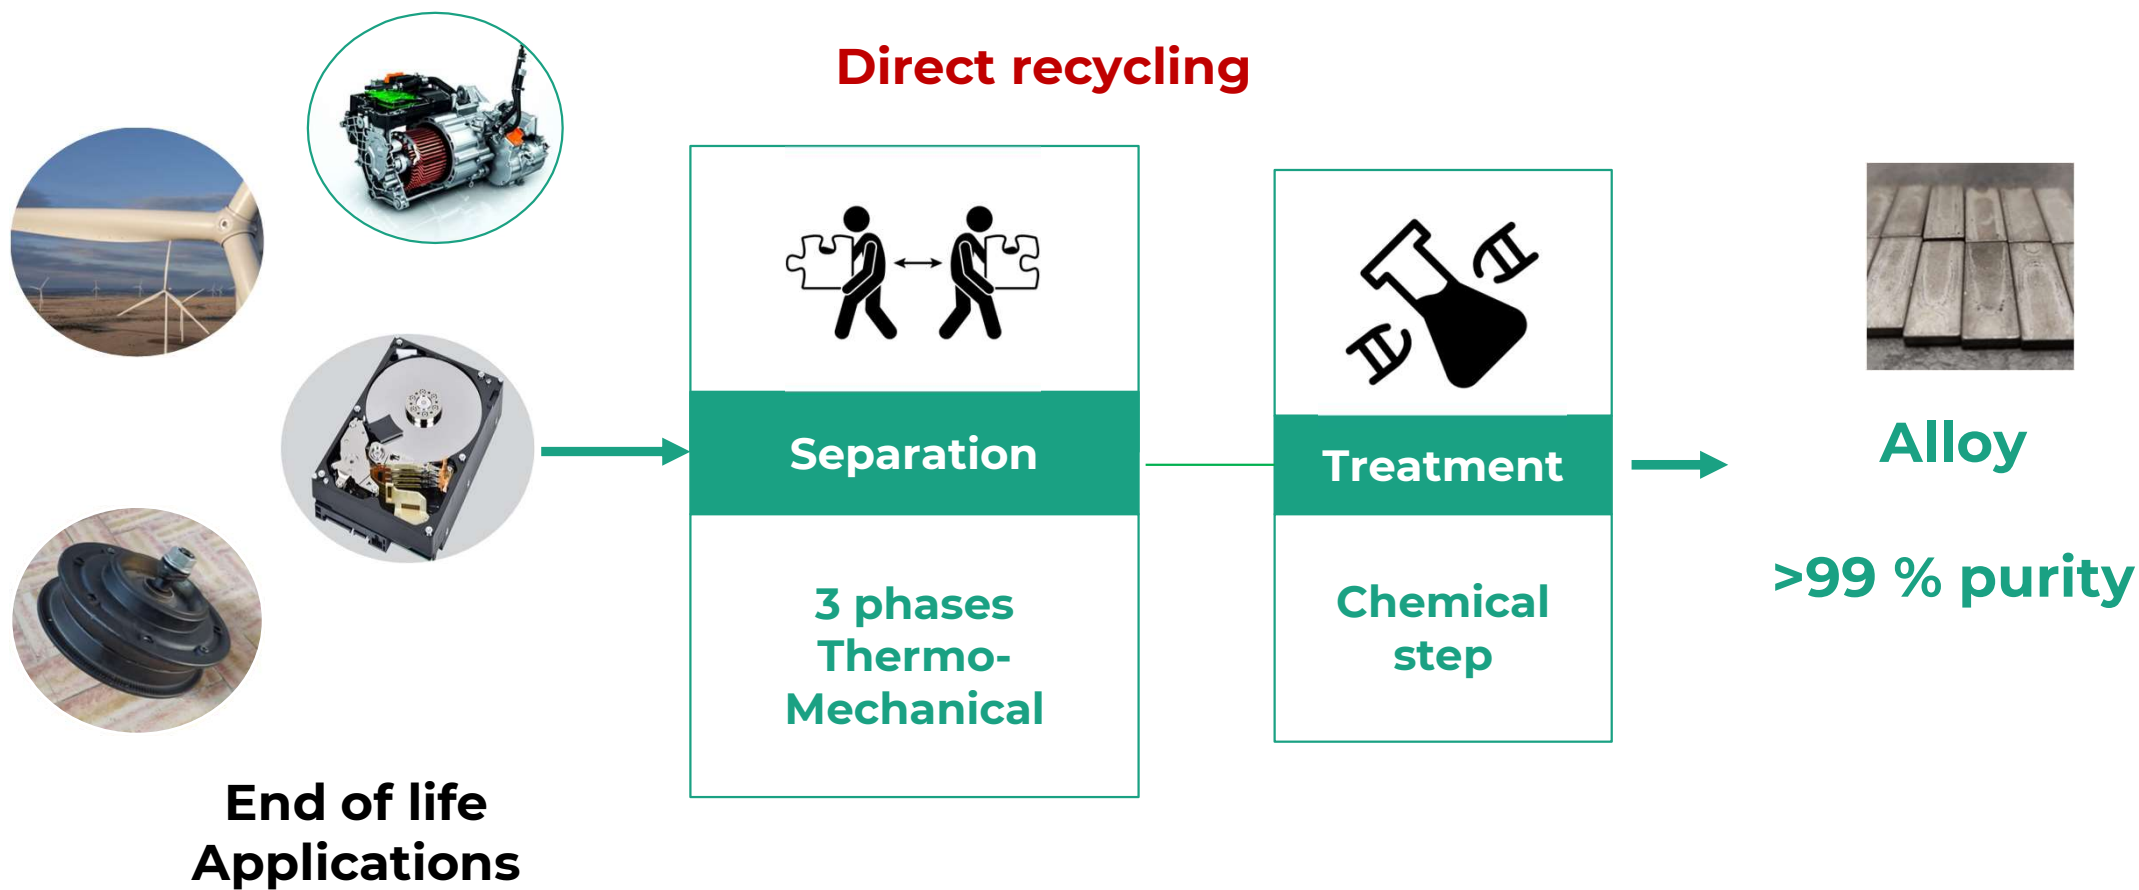 Direct recycling
End of life
Applications
Separation
3 phases
Thermo-
Mechanical
Treatment
Chemical
step
Alloy
>99 % purity